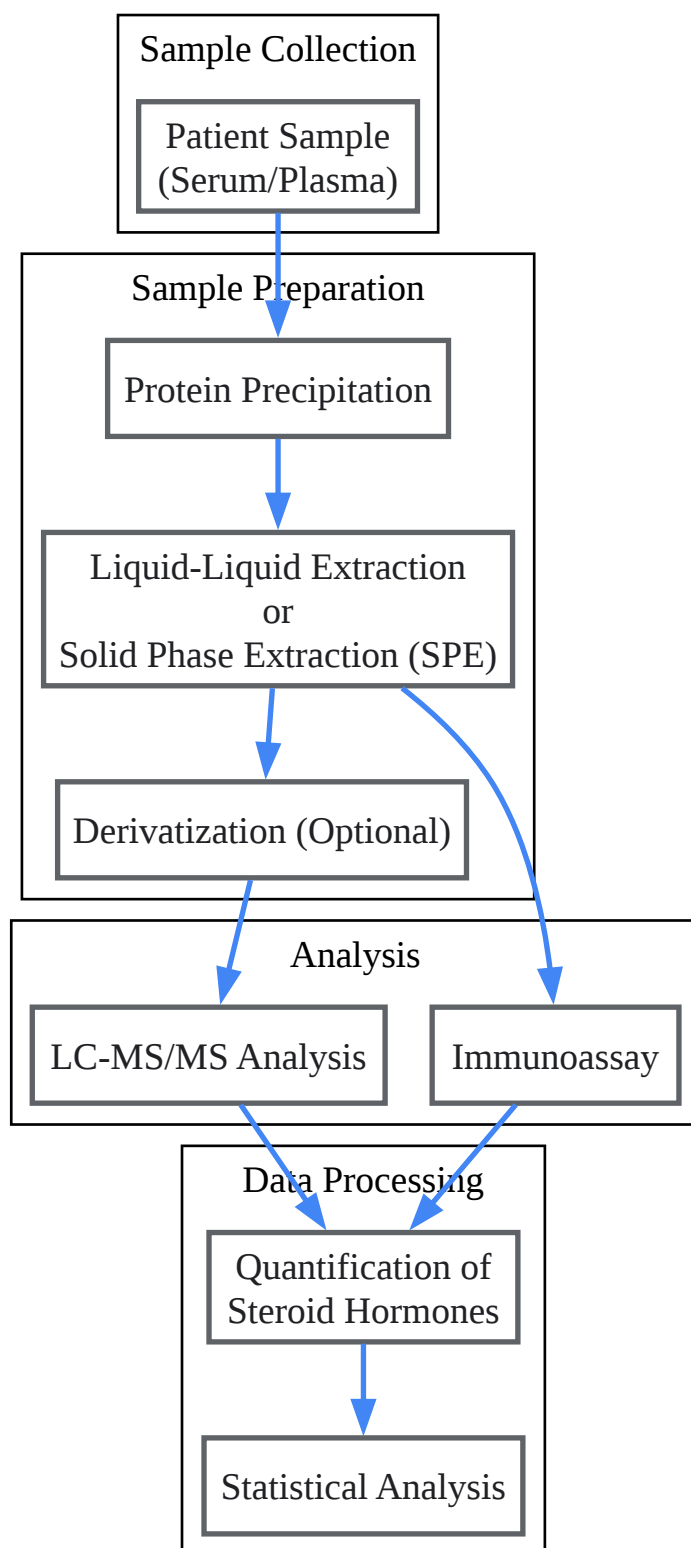 Sample Collection
Patient Sample
(Serum/Plasma)
Sample Preparation
Protein Precipitation
Liquid-Liquid Extraction
or
Solid Phase Extraction (SPE)
Derivatization (Optional)
Analysis
LC-MS/MS Analysis
Immunoassay
Data Processing
Quantification of
Steroid Hormones
Statistical Analysis